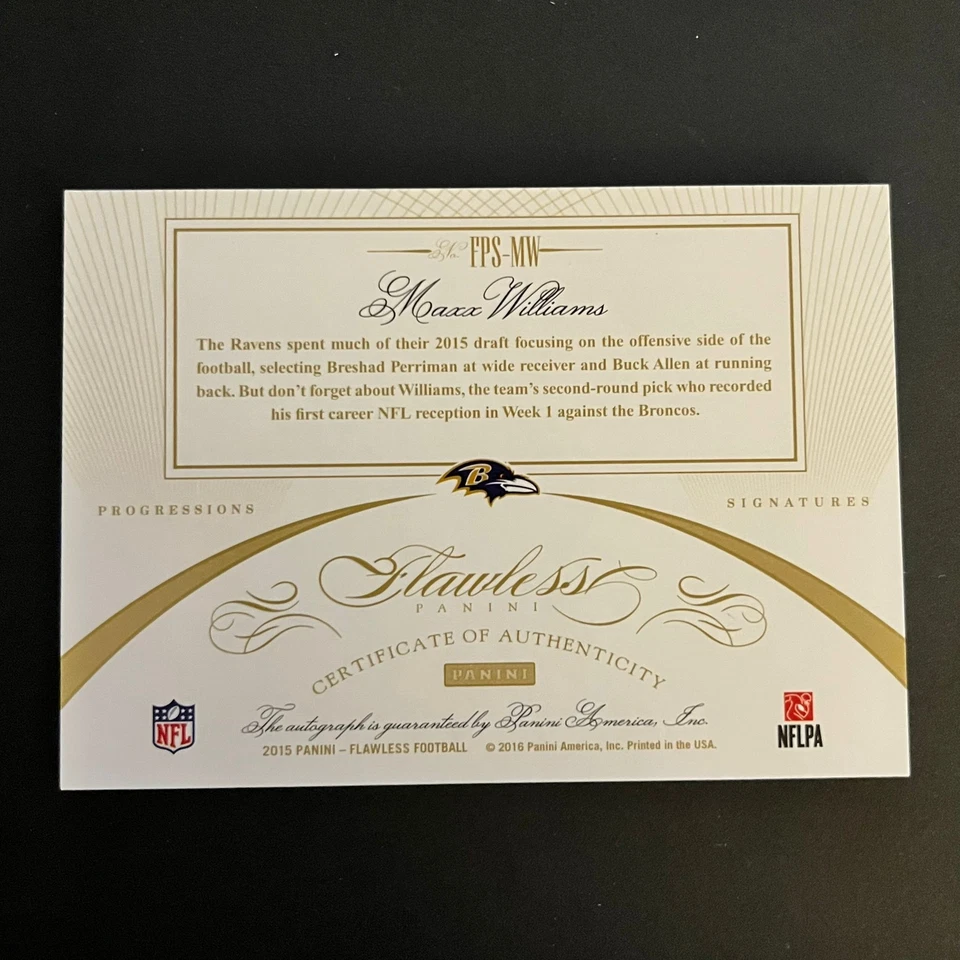 No. FPS-MW
Maxx Williams
The Ravens spent much of their 2015 draft focusing on the offensive side of the
football, selecting Breshad Perriman at wide receiver and Buck Allen at running
back. But don't forget about Williams, the team's second-round pick who recorded
his first career NFL reception in Week 1 against the Broncos.
B
PROGRESSIONS
SIGNATURES
Flawless
PANINI
CERTIFICATE OF AUTHENTICITY
PANINI
The autograph is guaranteed by Panini America, Inc.
NFL
NFLPA
2015 PANINI – FLAWLESS FOOTBALL © 2016 Panini America, Inc. Printed in the USA.